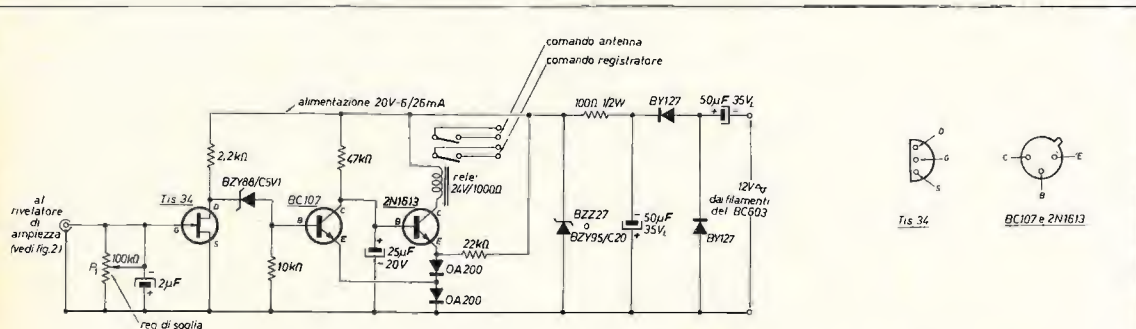 comando antenna
comando registratore
alimentazione 20V-6/26mA
100Ω 1/2W
BY127
50µF 35VL
+ -
2,2kΩ
47kΩ
BZY88/C5V1
relè
24V/1000Ω
al
rivelatore
di
ampiezza
(vedi fig.2)
Tis 34
D
G
S
BC107
B
C
E
2N1613
B
C
E
22kΩ
BZZ27
o
BZY95/C20
- 50µF
+ 35VL
BY127
12V
dai filamenti
del BC603
P1
100kΩ
-
2µF
+
10kΩ
+
25µF
- 20V
OA200
OA200
reg di soglia
D
G
S
Tis 34
C
E
B
BC107 e 2N1613